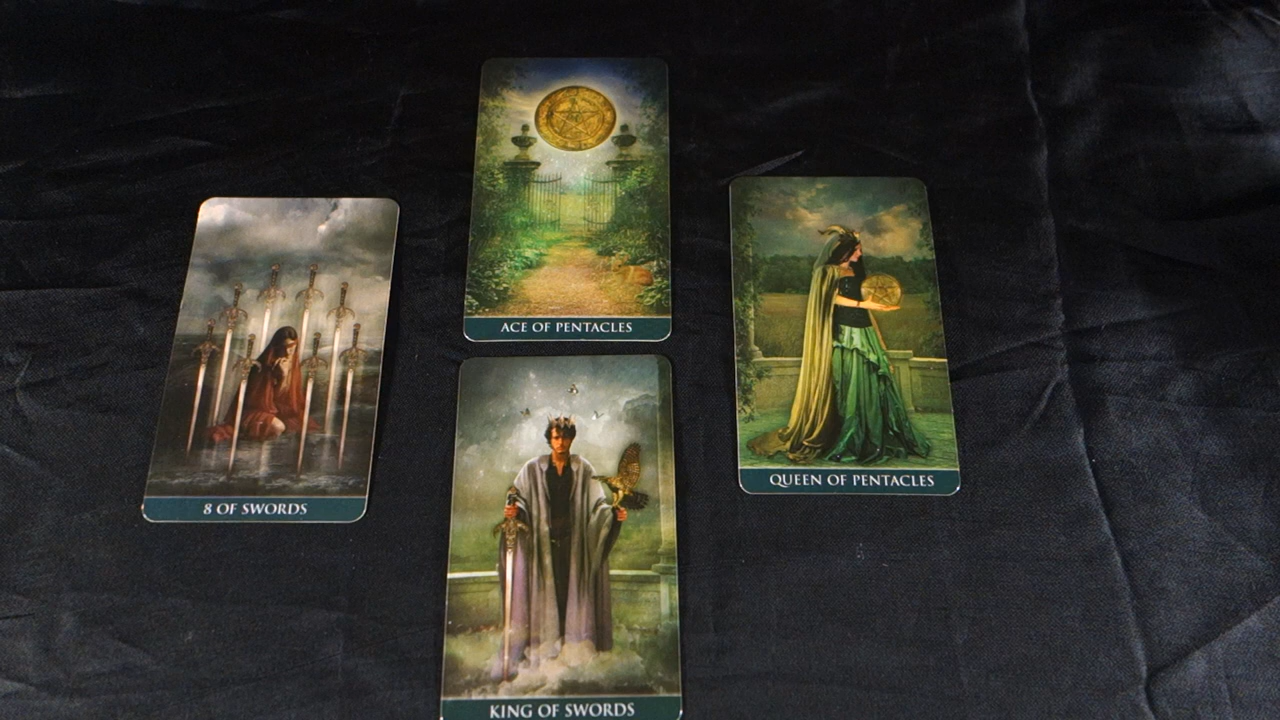 ACE OF PENTACLES
8 OF SWORDS
QUEEN OF PENTACLES
KING OF SWORDS